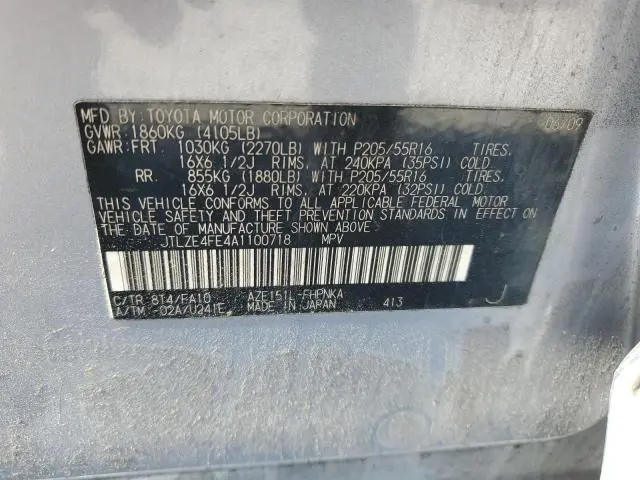 MFD BY: TOYOTA MOTOR CORPORATION 06/09
GVWR: 1860KG (4105LB)
GAWR: FRT. 1030KG (2270LB) WITH P205/55R16 TIRES,
16X6 1/2J RIMS, AT 240KPA (35PSI) COLD
RR. 855KG (1880LB) WITH P205/55R16 TIRES,
16X6 1/2J RIMS, AT 220KPA (32PSI) COLD
THIS VEHICLE CONFORMS TO ALL APPLICABLE FEDERAL MOTOR
VEHICLE SAFETY AND THEFT PREVENTION STANDARDS IN EFFECT
ON THE DATE OF MANUFACTURE SHOWN ABOVE.
JTLZE4FE4A1100718 MPV
C/TR 8T4/FA10 AZE151L-FHPNKA
A/TM -02A/U241E MADE IN JAPAN 413 J